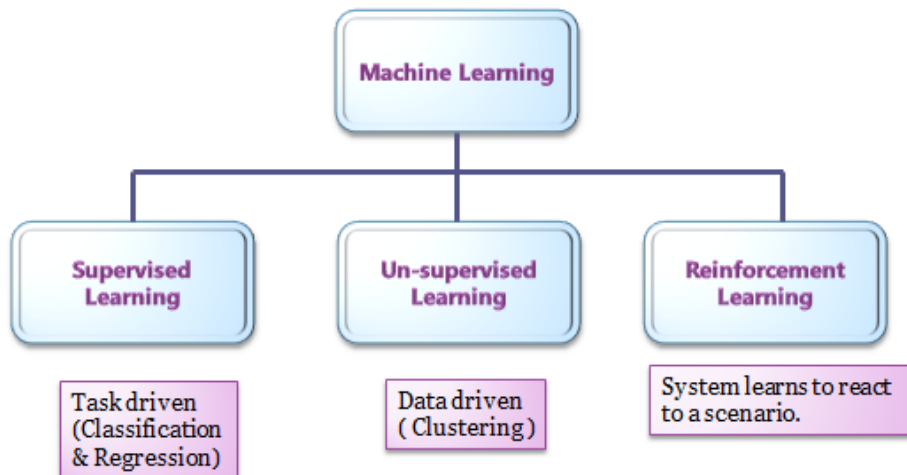 Machine Learning
Supervised
Learning
Un-supervised
Learning
Reinforcement
Learning
Task driven
(Classification
& Regression)
Data driven
( Clustering )
System learns to react
to a scenario.